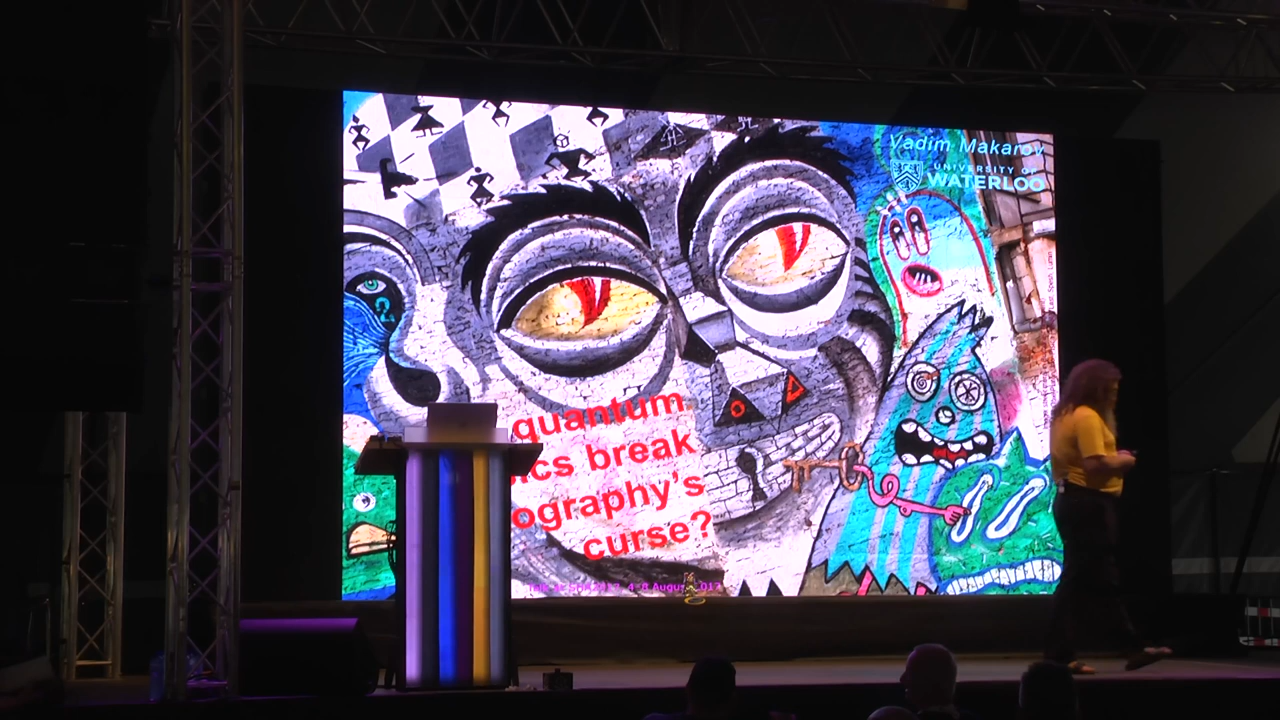 Vadim Makarov
UNIVERSITY OF
WATERLOO
quantum
ics break
ography's
curse?